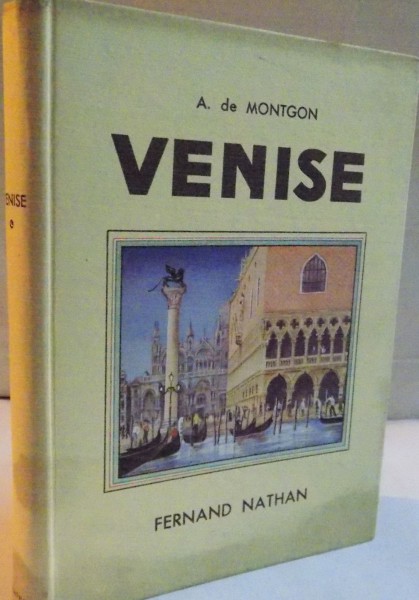 A. de MONTGON
VENISE
FERNAND NATHAN
VENISE